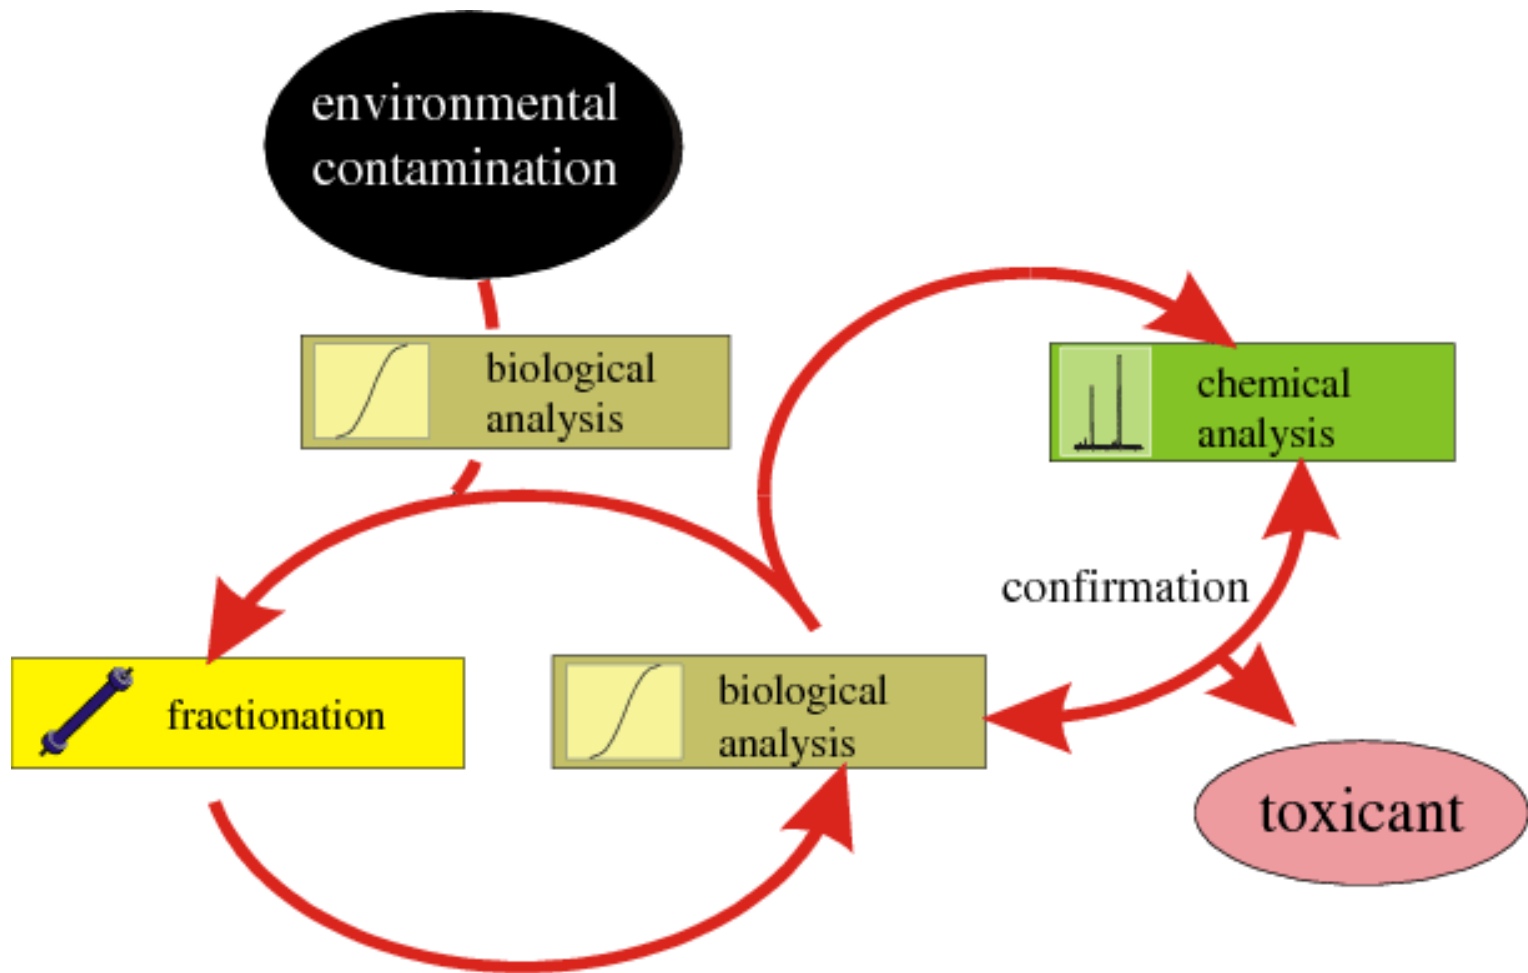 environmental
contamination
biological
analysis
chemical
analysis
confirmation
fractionation
biological
analysis
toxicant